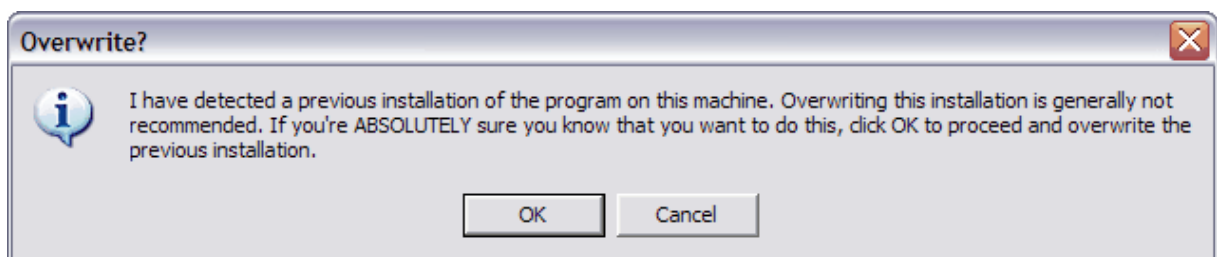 Overwrite?
I have detected a previous installation of the program on this machine. Overwriting this installation is generally not
recommended. If you're ABSOLUTELY sure you know that you want to do this, click OK to proceed and overwrite the
previous installation.
OK Cancel